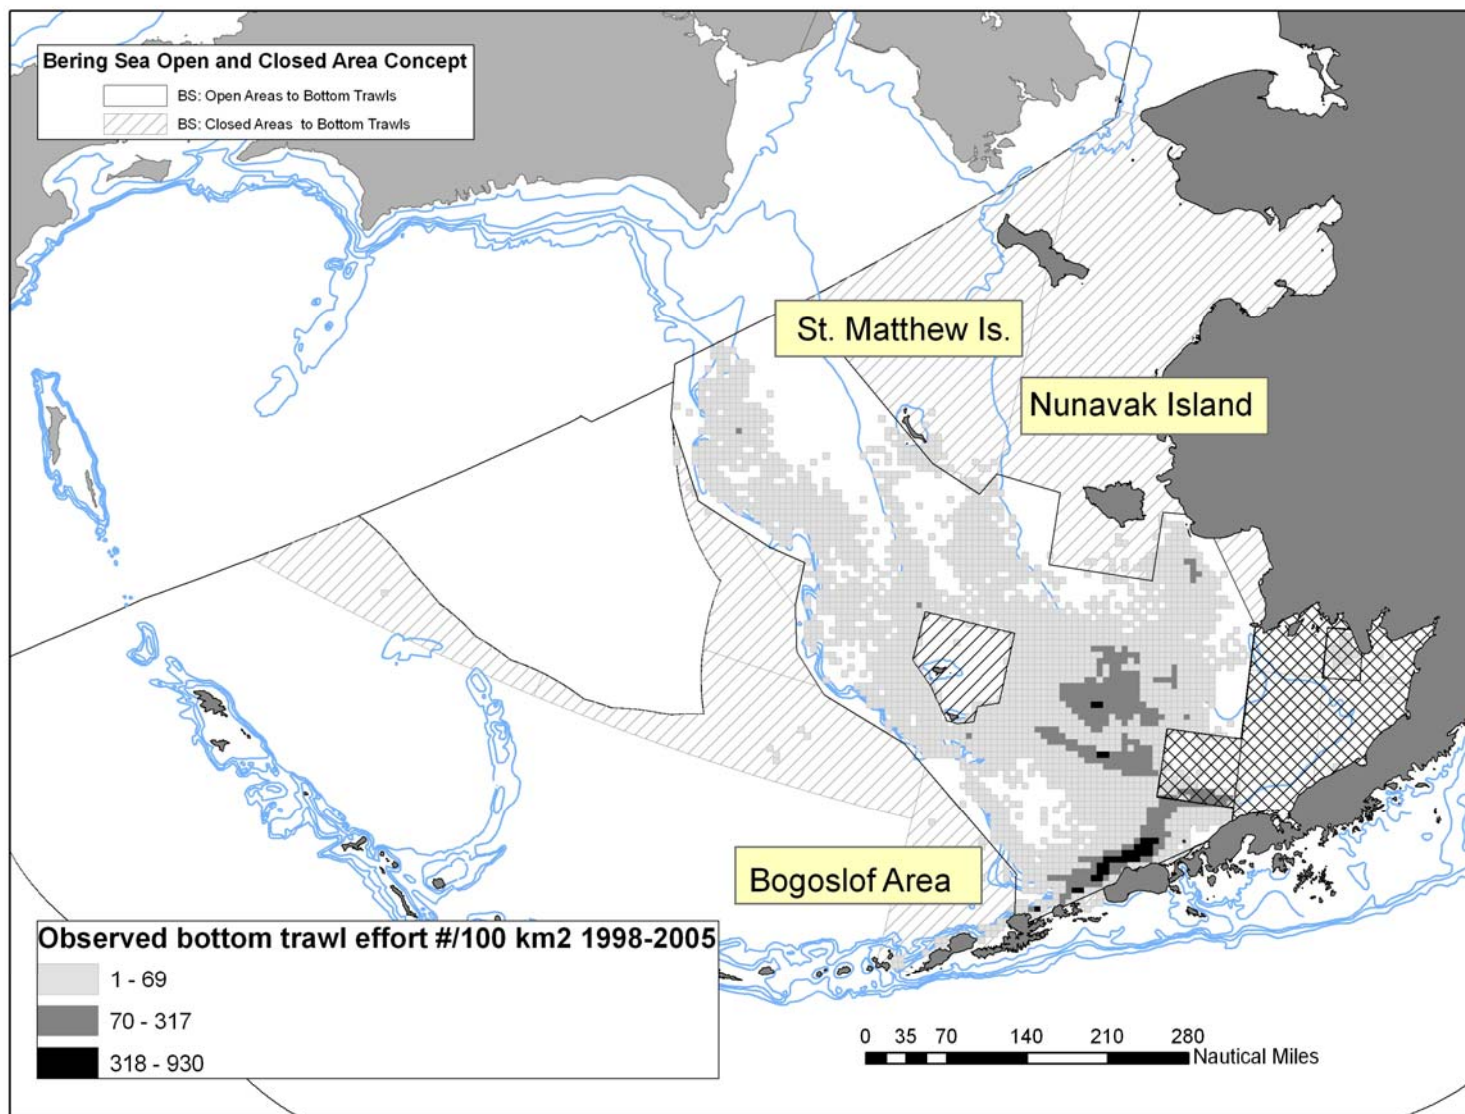 Bering Sea Open and Closed Area Concept
BS: Open Areas to Bottom Trawls
BS: Closed Areas to Bottom Trawls
St. Matthew Is.
Nunavak Island
Bogoslof Area
Observed bottom trawl effort #/100 km2 1998-2005
1 - 69
70 - 317
318 - 930
0 35 70 140 210 280
Nautical Miles